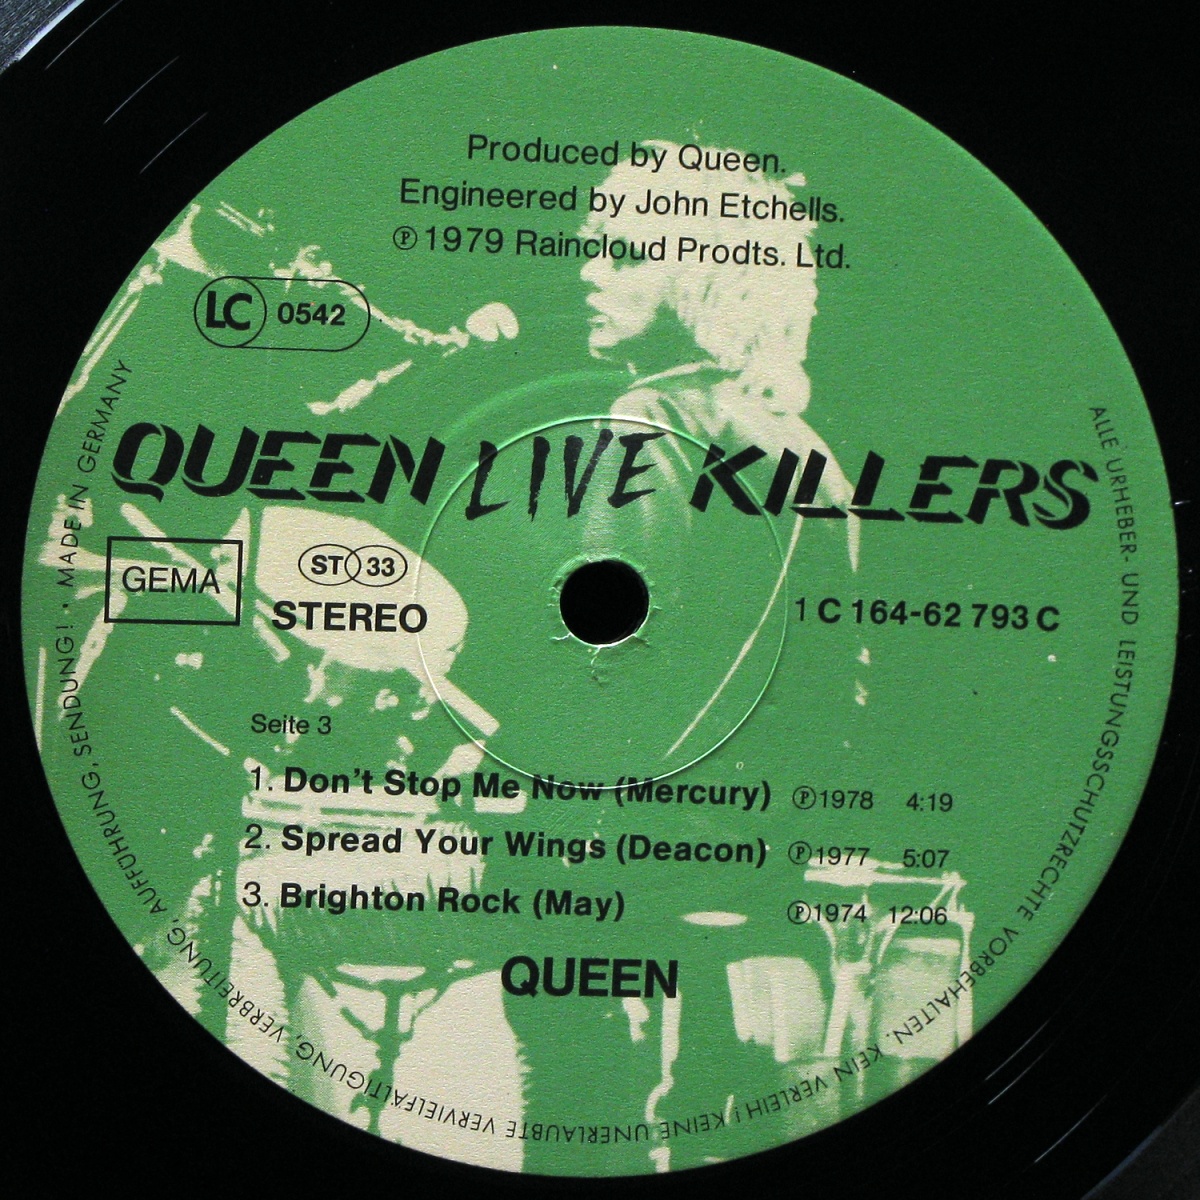 Produced by Queen.
Engineered by John Etchells.
℗ 1979 Raincloud Prodts. Ltd.
LC 0542
QUEEN LIVE KILLERS
GEMA
ST 33
STEREO
1 C 164-62 793 C
Seite 3
1. Don't Stop Me Now (Mercury) ℗1978 4:19
2. Spread Your Wings (Deacon) ℗1977 5:07
3. Brighton Rock (May) ℗1974 12:06
QUEEN
ALLE URHEBER- UND LEISTUNGSSCHUTZRECHTE VORBEHALTEN. KEIN VERLEIH! KEINE UNERLAUBTE VERVIELFÄLTIGUNG, VERBREITUNG, AUFFÜHRUNG, SENDUNG! · MADE IN GERMANY